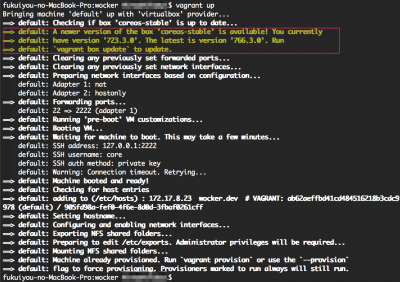 fukuiyou-no-MacBook-Pro:wocker $ vagrant up
Bringing machine 'default' up with 'virtualbox' provider...
==> default: Checking if box 'coreos-stable' is up to date...
==> default: A newer version of the box 'coreos-stable' is available! You currently
==> default: have version '723.3.0'. The latest is version '766.3.0'. Run
==> default: `vagrant box update` to update.
==> default: Clearing any previously set forwarded ports...
==> default: Clearing any previously set network interfaces...
==> default: Preparing network interfaces based on configuration...
default: Adapter 1: nat
default: Adapter 2: hostonly
==> default: Forwarding ports...
default: 22 => 2222 (adapter 1)
==> default: Running 'pre-boot' VM customizations...
==> default: Booting VM...
==> default: Waiting for machine to boot. This may take a few minutes...
default: SSH address: 127.0.0.1:2222
default: SSH username: core
default: SSH auth method: private key
default: Warning: Connection timeout. Retrying...
==> default: Machine booted and ready!
==> default: Checking for host entries
==> default: adding to (/etc/hosts) : 172.17.8.23 wocker.dev # VAGRANT: ab62aeffbd41cd484516218b3cdc9
978 (default) / 905fd98a-fef0-4f6e-8d0d-3fbaf0261cff
==> default: Setting hostname...
==> default: Configuring and enabling network interfaces...
==> default: Exporting NFS shared folders...
==> default: Preparing to edit /etc/exports. Administrator privileges will be required...
==> default: Mounting NFS shared folders...
==> default: Machine already provisioned. Run `vagrant provision` or use the `--provision`
==> default: flag to force provisioning. Provisioners marked to run always will still run.
fukuiyou-no-MacBook-Pro:wocker $